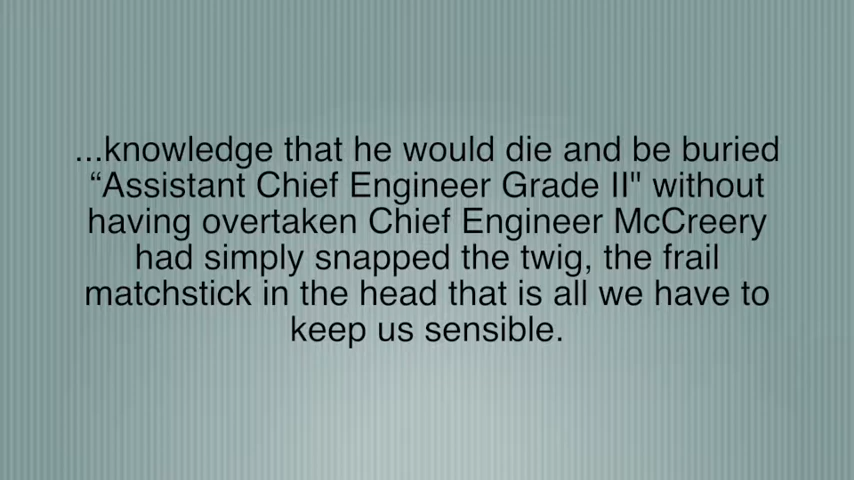 ...knowledge that he would die and be buried
“Assistant Chief Engineer Grade II" without
having overtaken Chief Engineer McCreery
had simply snapped the twig, the frail
matchstick in the head that is all we have to
keep us sensible.